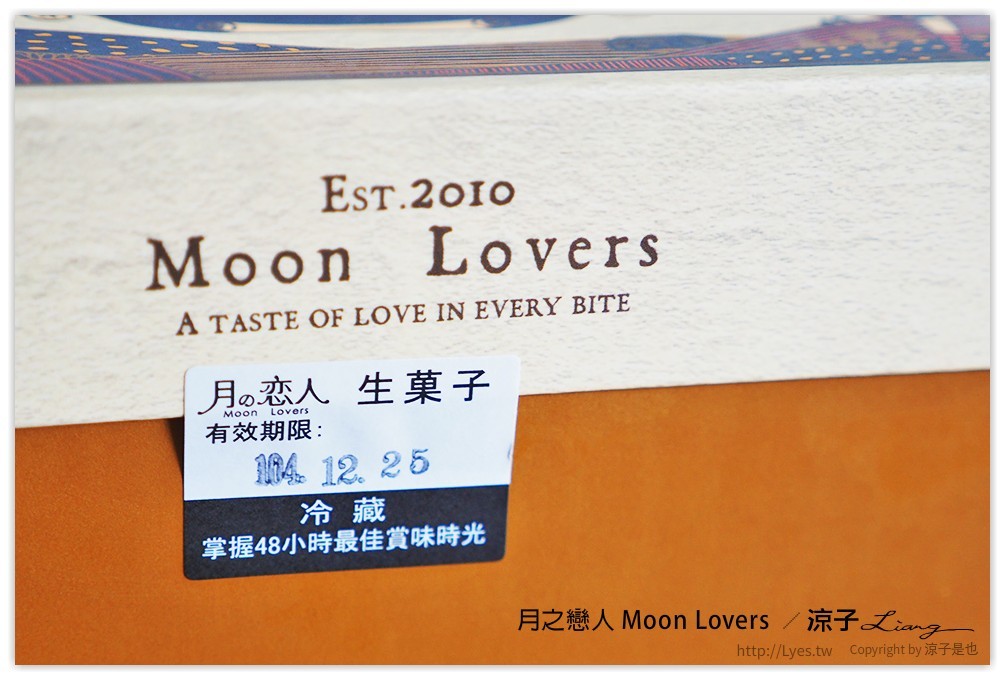 EST.2010
Moon Lovers
A TASTE OF LOVE IN EVERY BITE
月の恋人 生菓子
Moon Lovers
有效期限:
104. 12. 25
冷藏
掌握48小時最佳賞味時光
月之戀人 Moon Lovers ／涼子 Liang
http://Lyes.tw Copyright by 涼子是也